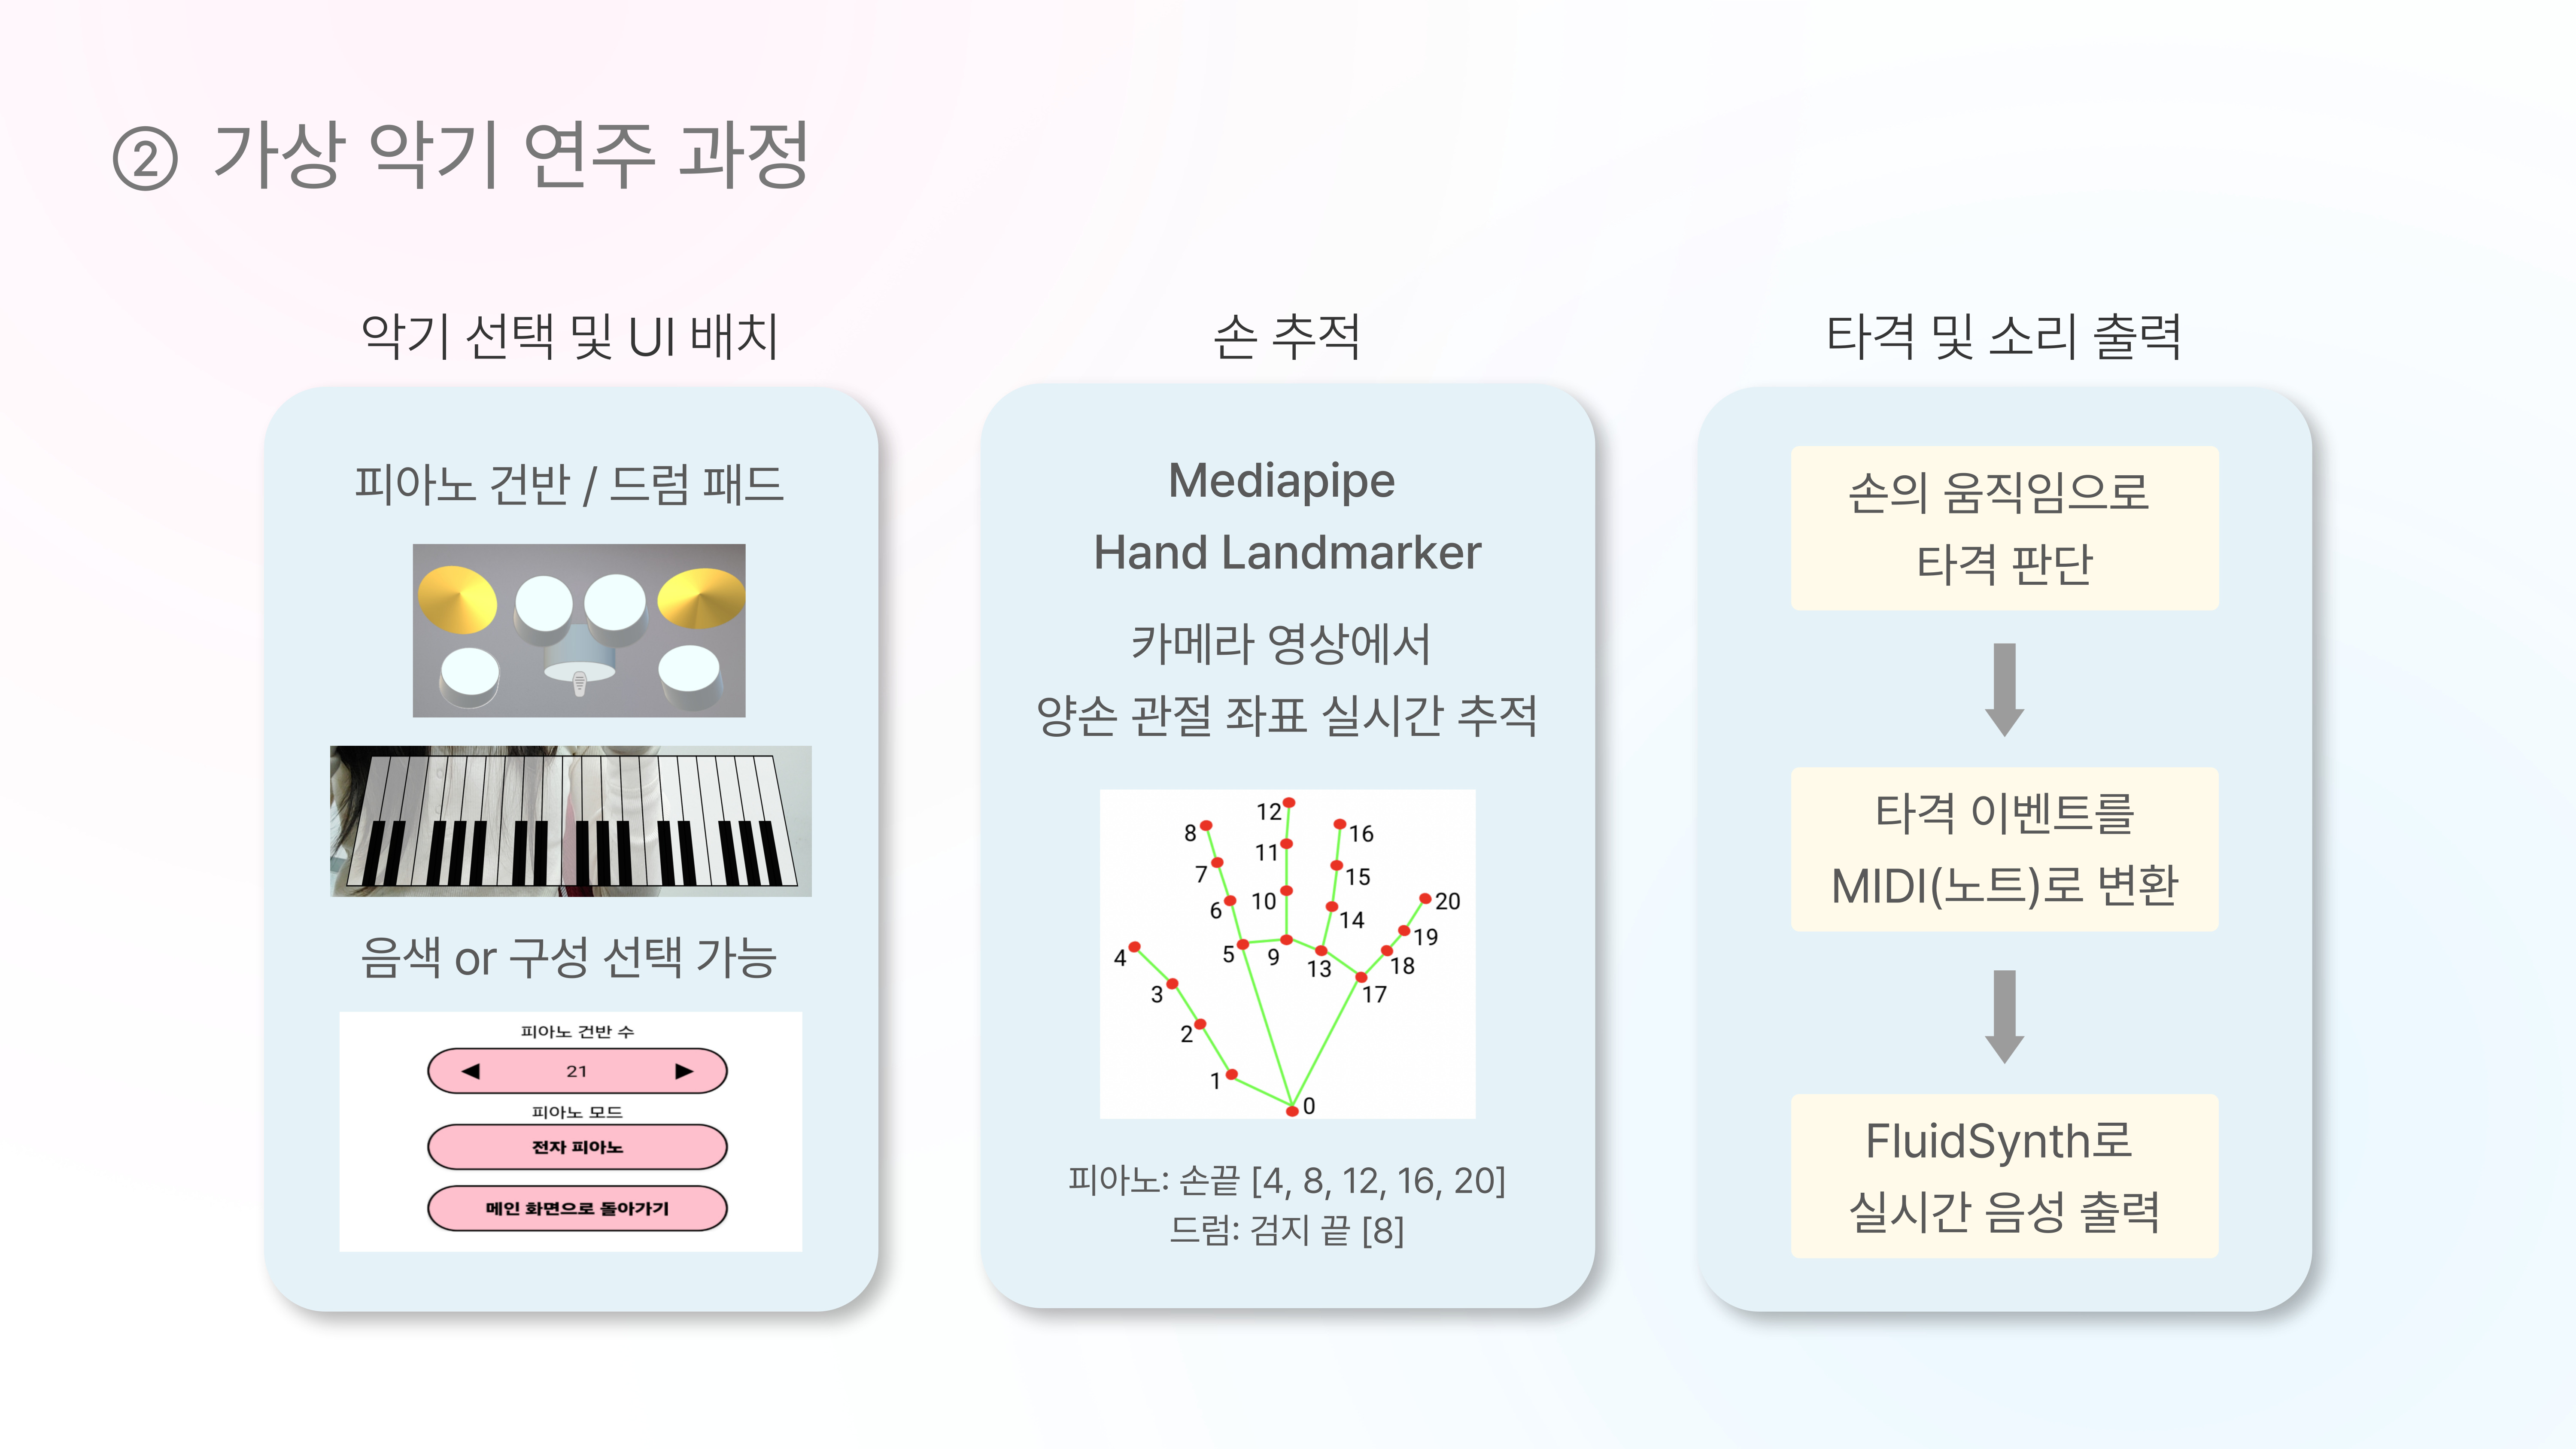 ② 가상 악기 연주 과정
악기 선택 및 UI 배치
피아노 건반 / 드럼 패드
음색 or 구성 선택 가능
피아노 건반 수
◀ 21 ▶
피아노 모드
전자 피아노
메인 화면으로 돌아가기
손 추적
Mediapipe
Hand Landmarker
카메라 영상에서
양손 관절 좌표 실시간 추적
12
8
16
11
7
15
10
20
6
14
19
5
9
4
18
13
3
17
2
1
0
피아노: 손끝 [4, 8, 12, 16, 20]
드럼: 검지 끝 [8]
타격 및 소리 출력
손의 움직임으로
타격 판단
타격 이벤트를
MIDI(노트)로 변환
FluidSynth로
실시간 음성 출력